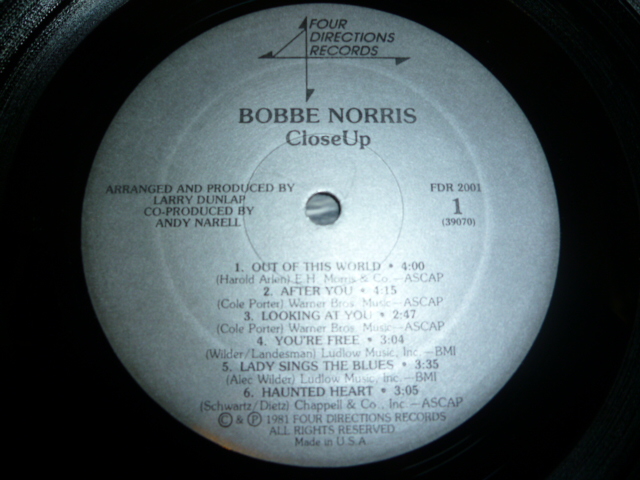 FOUR
DIRECTIONS
RECORDS
BOBBE NORRIS
CloseUp
ARRANGED AND PRODUCED BY
LARRY DUNLAP
CO-PRODUCED BY
ANDY NARELL
FDR 2001
1
(39070)
1. OUT OF THIS WORLD • 4:00
(Harold Arlen) E.H. Morris & Co.—ASCAP
2. AFTER YOU • 4:15
(Cole Porter) Warner Bros. Music—ASCAP
3. LOOKING AT YOU • 2:47
(Cole Porter) Warner Bros. Music—ASCAP
4. YOU'RE FREE • 3:04
(Wilder/Landesman) Ludlow Music, Inc.—BMI
5. LADY SINGS THE BLUES • 3:35
(Alec Wilder) Ludlow Music, Inc.—BMI
6. HAUNTED HEART • 3:05
(Schwartz/Dietz) Chappell & Co., Inc.—ASCAP
© & ℗ 1981 FOUR DIRECTIONS RECORDS
ALL RIGHTS RESERVED
Made in U.S.A.